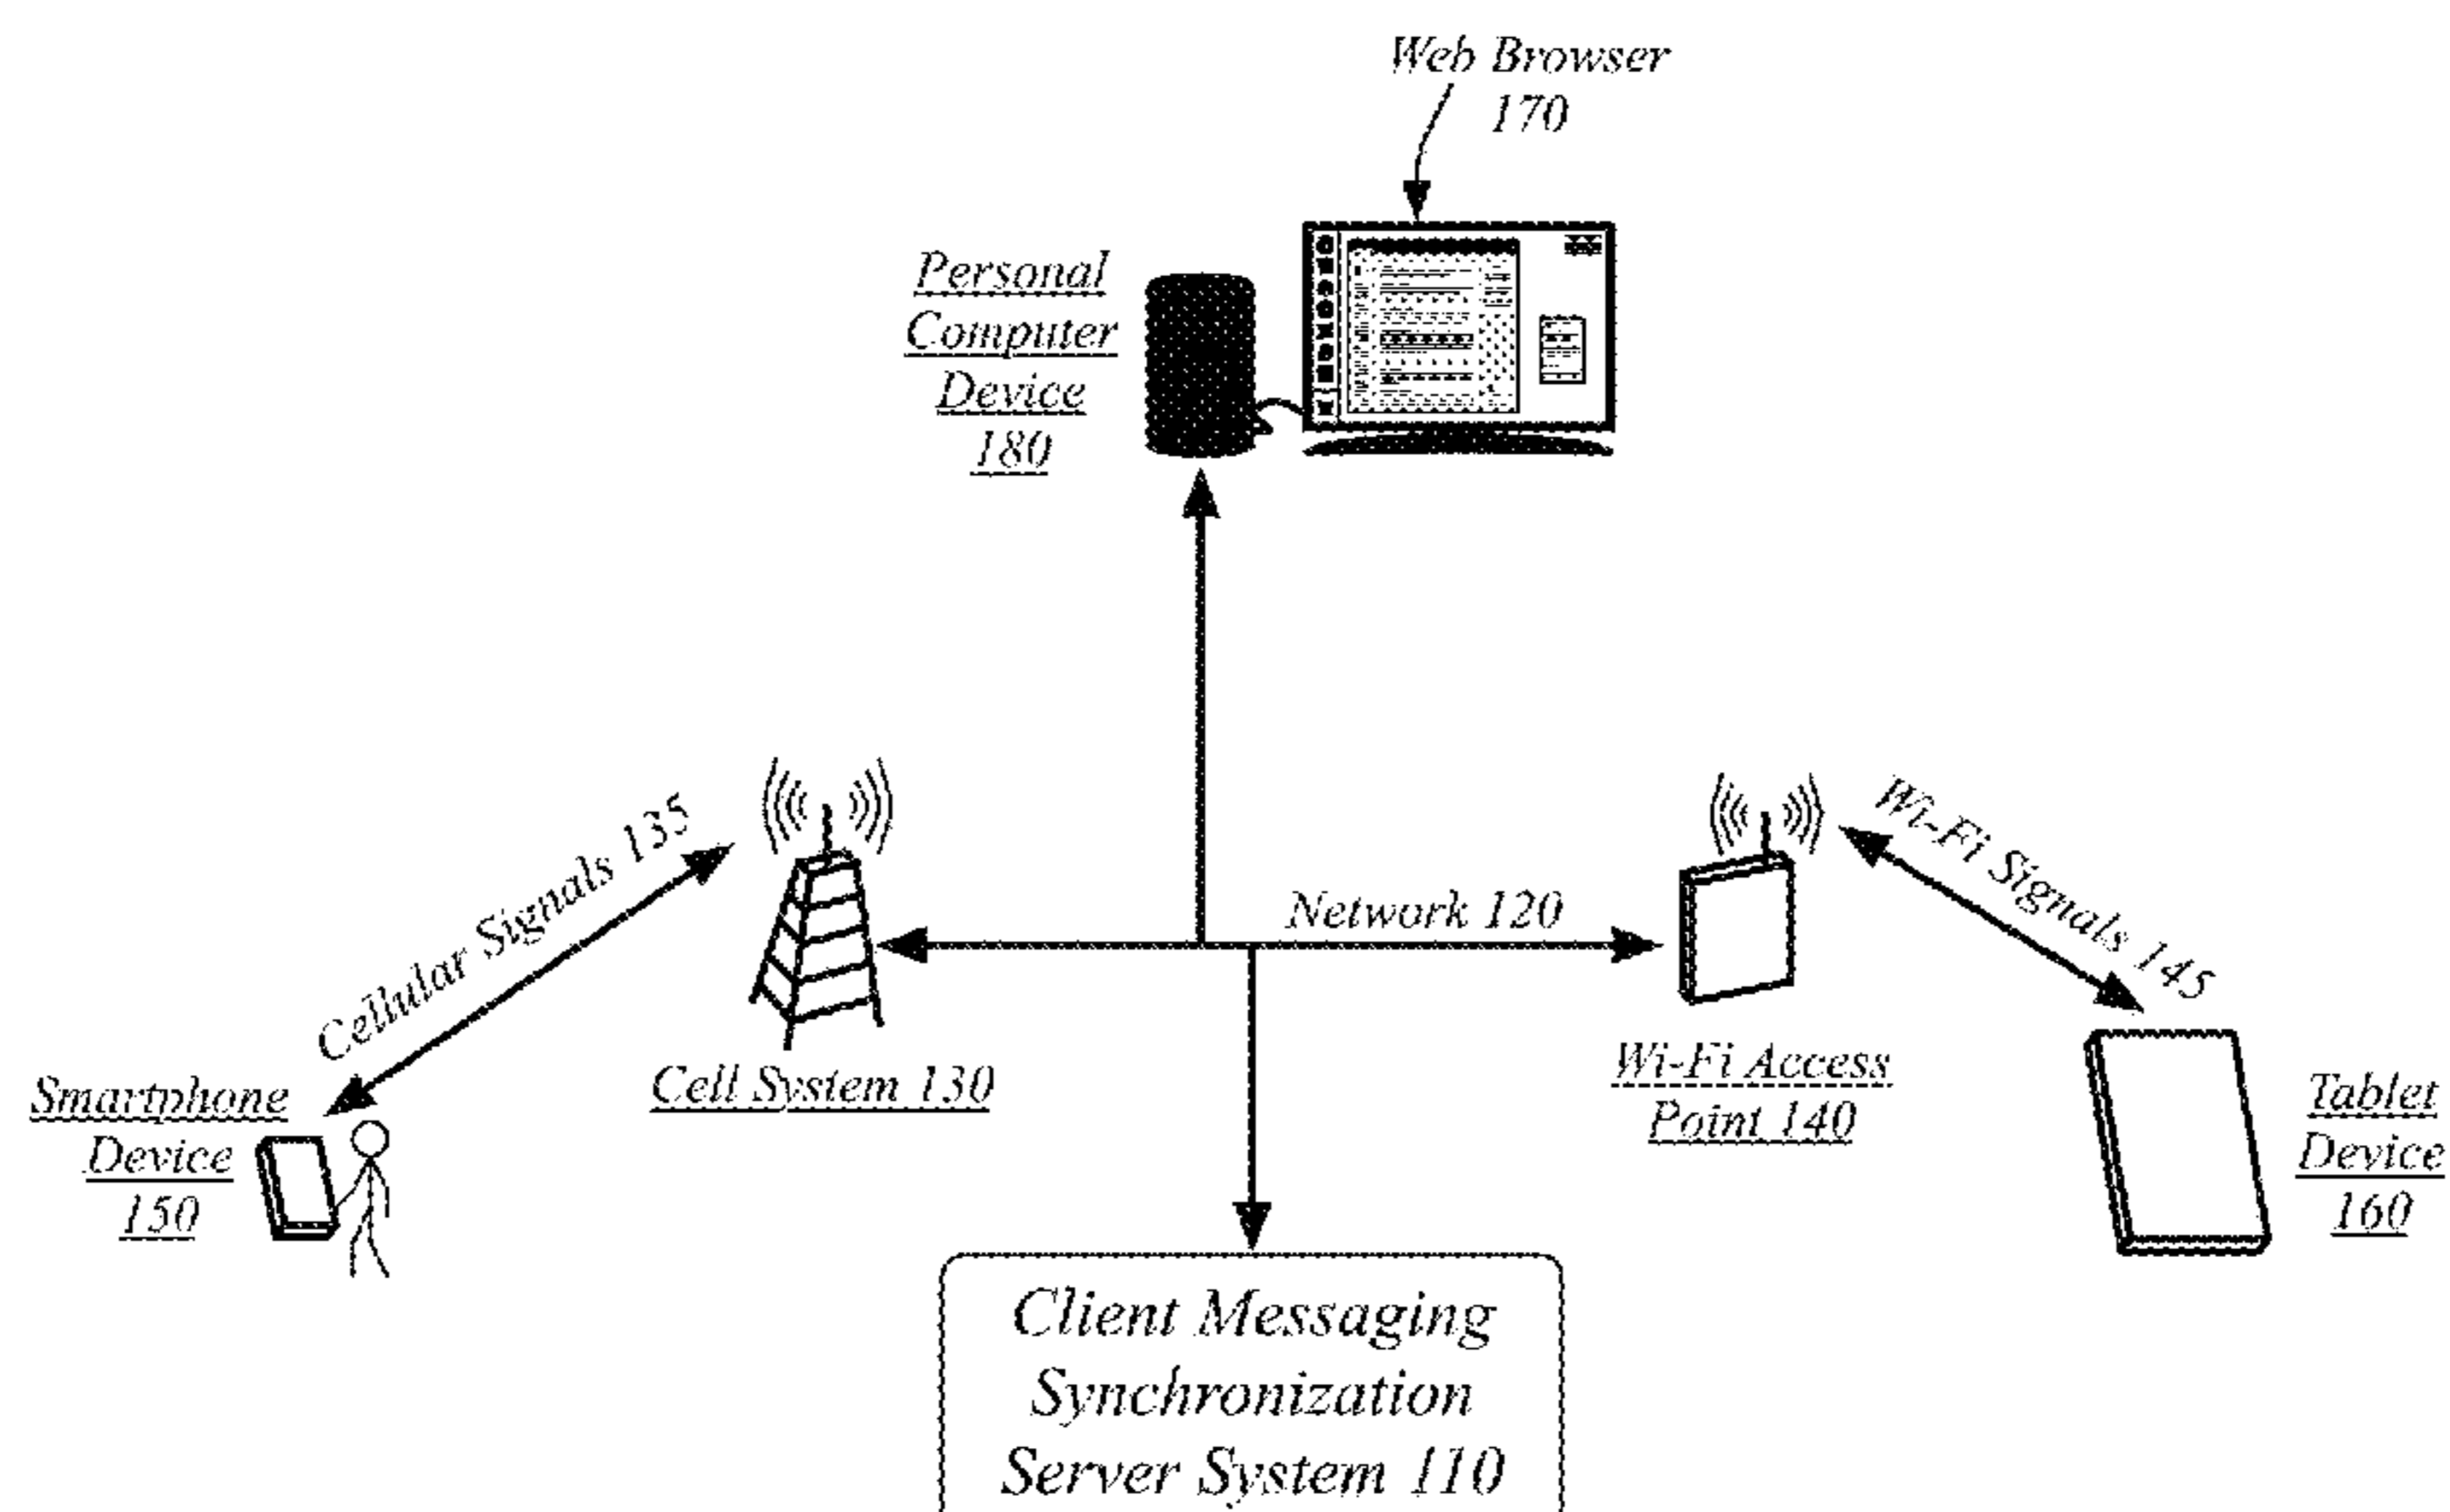 Web Browser
170
Personal
Computer
Device
180
Cellular Signals 135
Wi-Fi Signals 145
Network 120
Cell System 130
Wi-Fi Access
Point 140
Smartphone
Device
150
Tablet
Device
160
Client Messaging
Synchronization
Server System 110